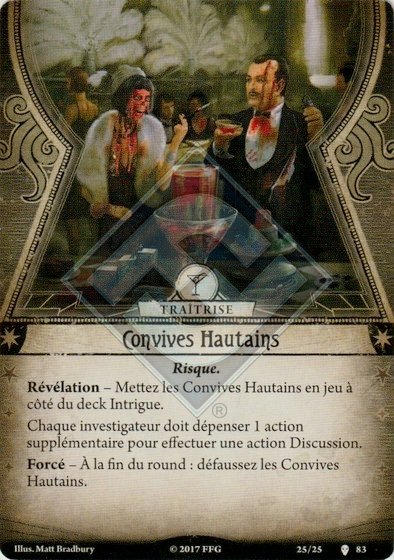 TRAÎTRISE
Convives Hautains
Risque.
Révélation – Mettez les Convives Hautains en jeu à
côté du deck Intrigue.
Chaque investigateur doit dépenser 1 action
supplémentaire pour effectuer une action Discussion.
Forcé – À la fin du round : défaussez les Convives
Hautains.
®
Illus. Matt Bradbury © 2017 FFG 25/25 83